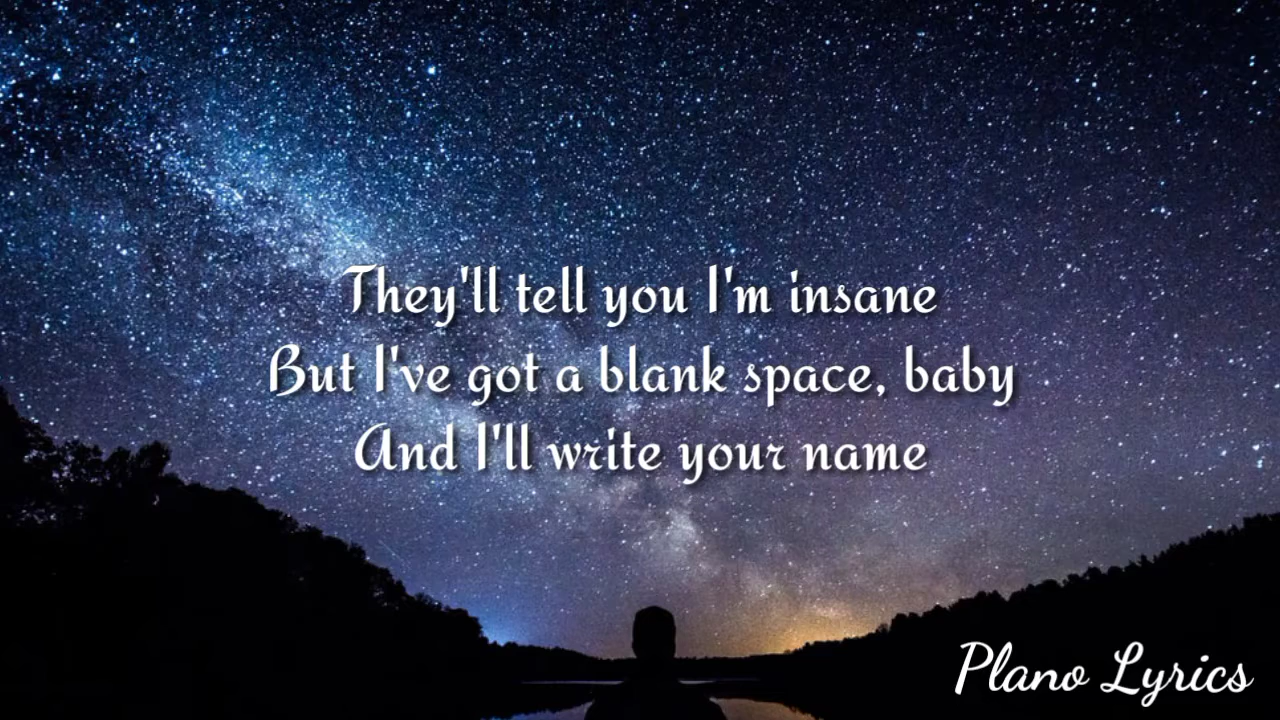 They'll tell you I'm insane
But I've got a blank space, baby
And I'll write your name
Plano Lyrics